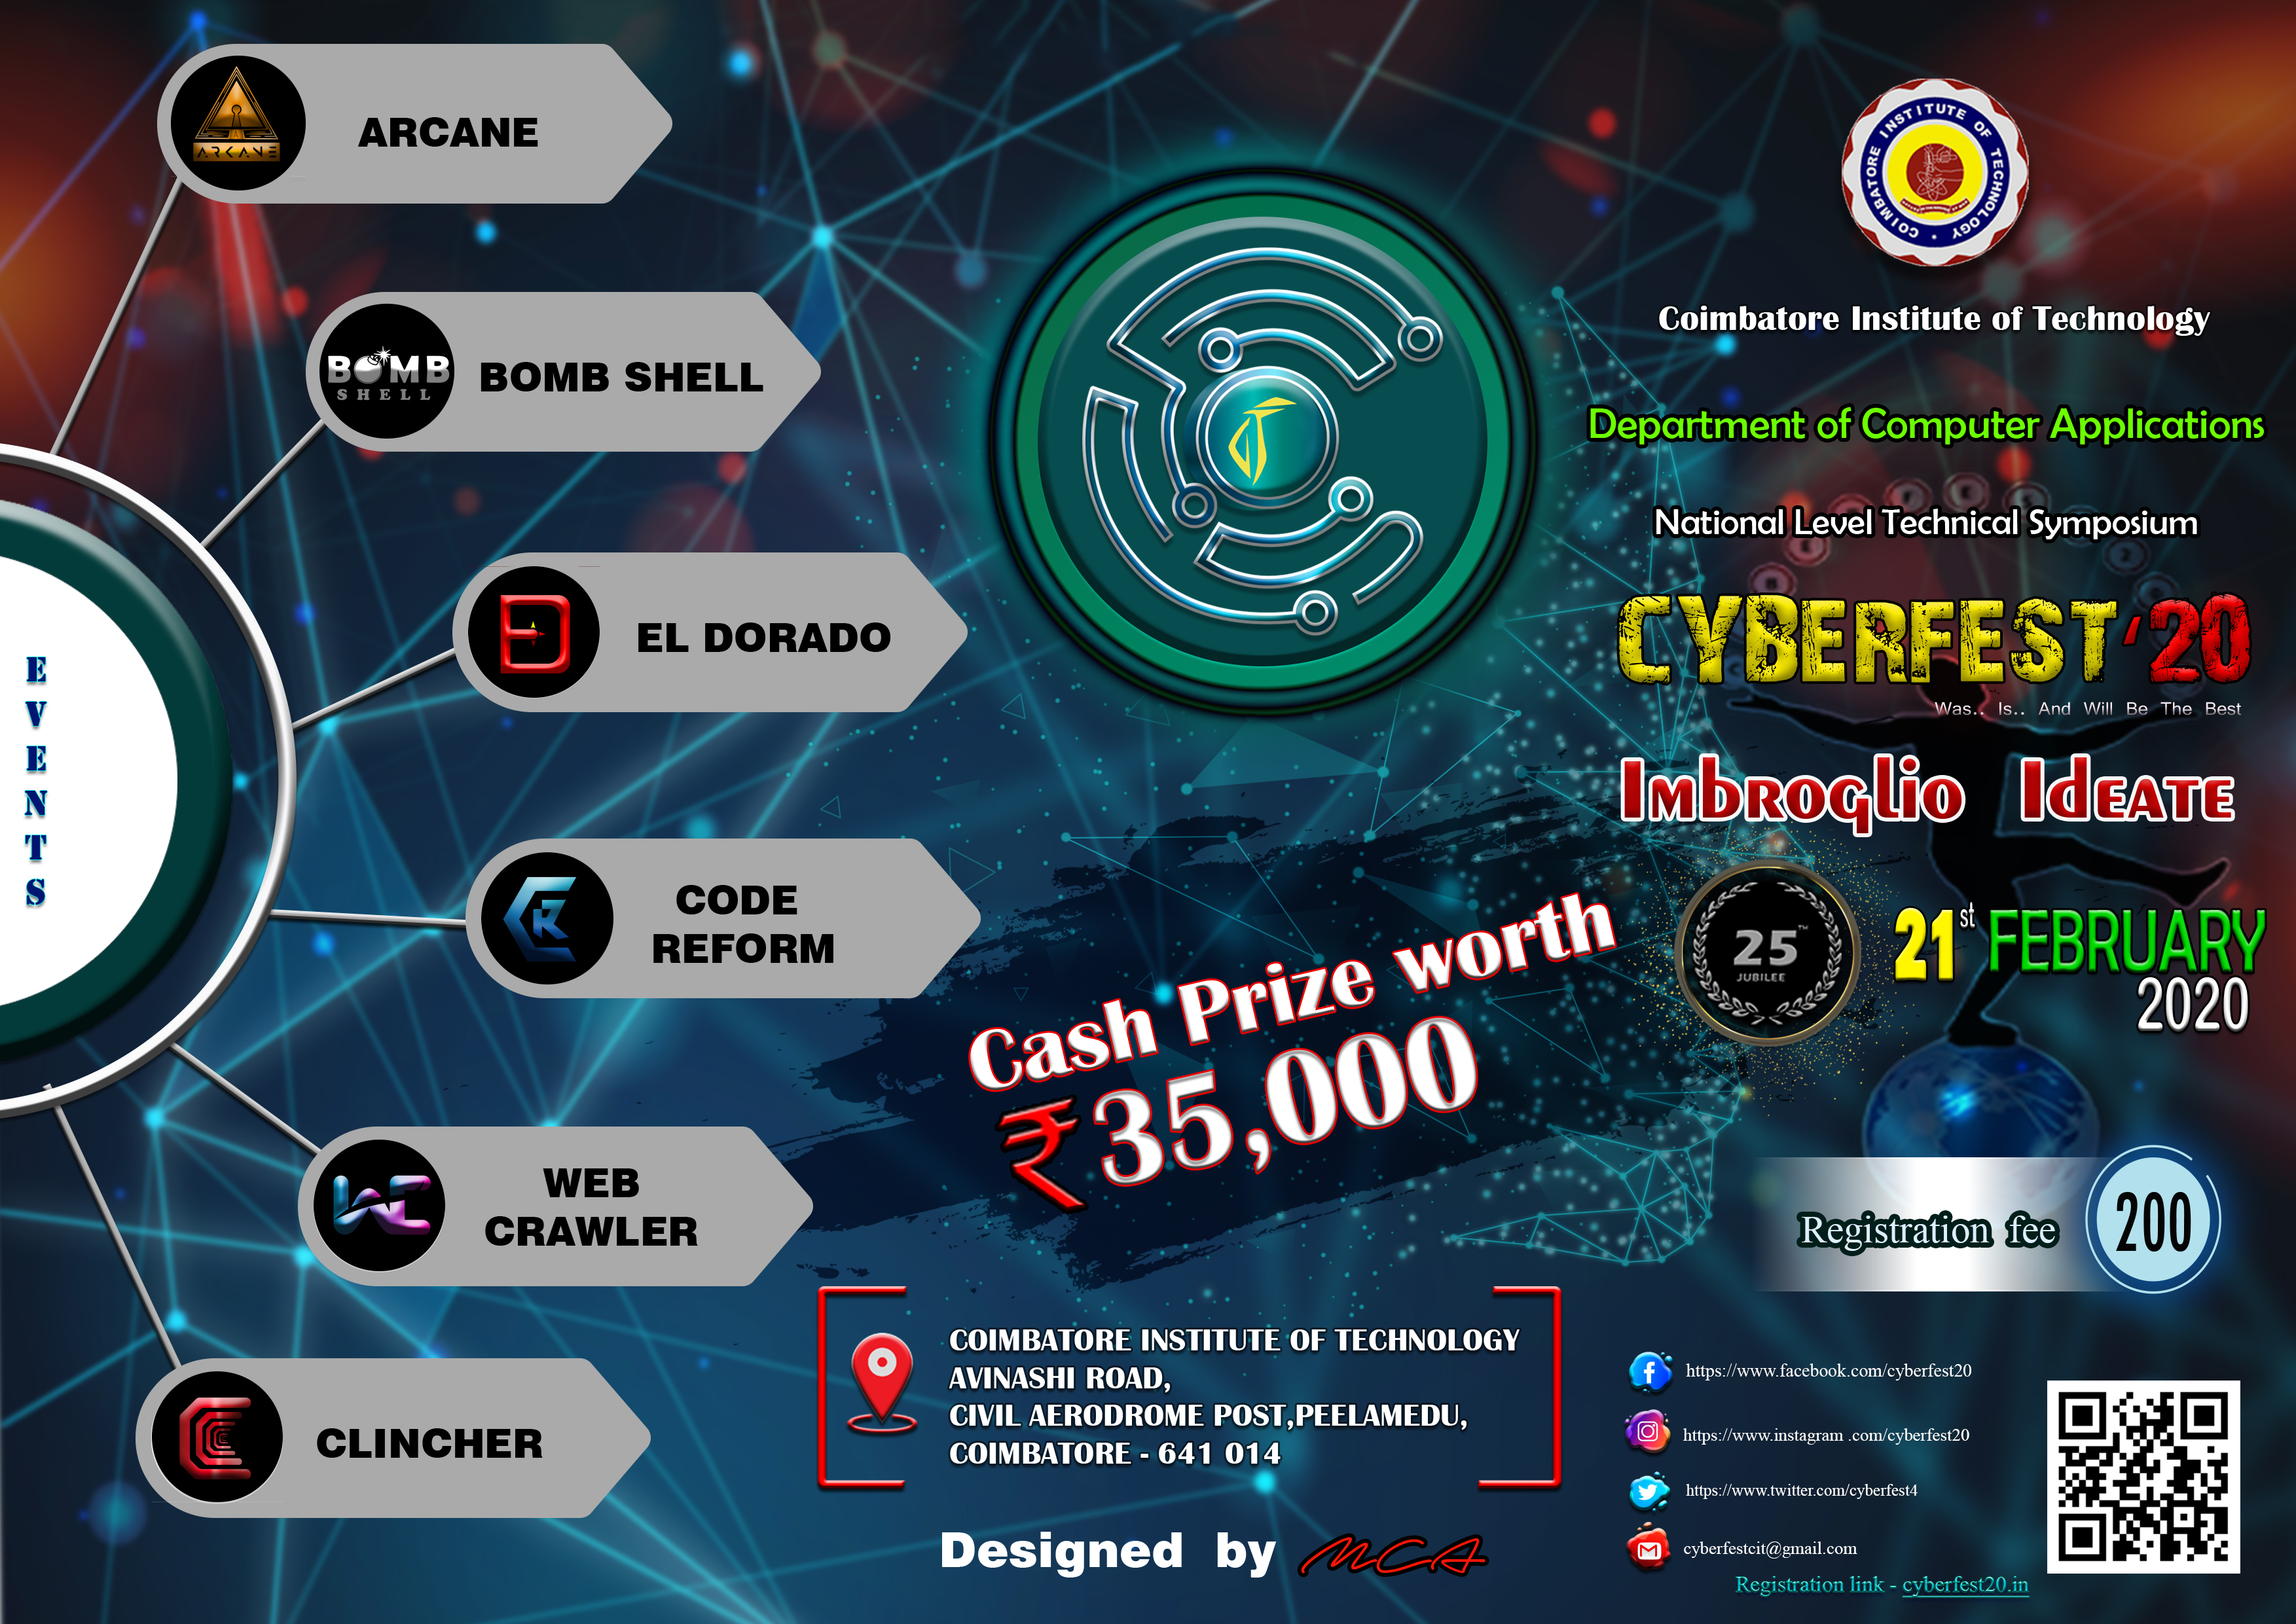 EVENTS
ARKANE
ARCANE
BOMB
SHELL
BOMB SHELL
EL DORADO
CODE
REFORM
WEB
CRAWLER
CLINCHER
Cash Prize worth
₹35,000
COIMBATORE INSTITUTE OF TECHNOLOGY
AVINASHI ROAD,
CIVIL AERODROME POST,PEELAMEDU,
COIMBATORE - 641 014
Designed by MCA
COIMBATORE INSTITUTE OF TECHNOLOGY
Coimbatore Institute of Technology
Department of Computer Applications
National Level Technical Symposium
CYBERFEST '20
Was.. Is.. And Will Be The Best
Imbroglio Ideate
25™
JUBILEE
21st FEBRUARY
2020
Registration fee 200
https://www.facebook.com/cyberfest20
https://www.instagram .com/cyberfest20
https://www.twitter.com/cyberfest4
cyberfestcit@gmail.com
Registration link - cyberfest20.in